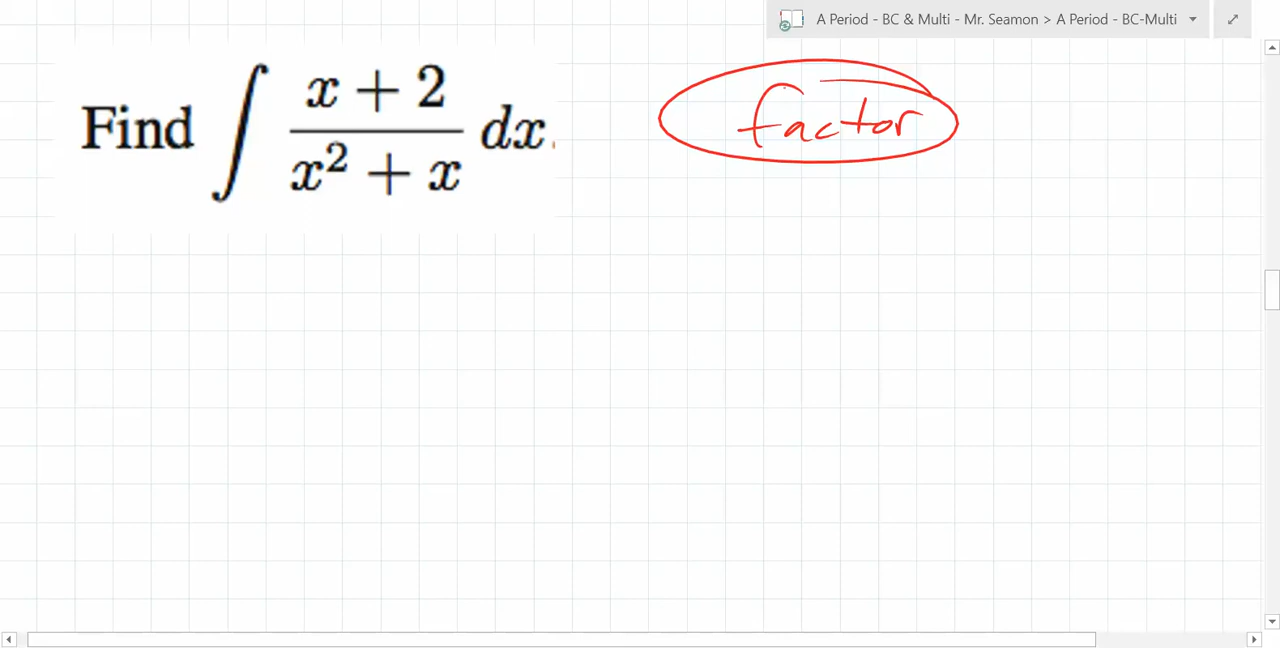 A Period - BC & Multi - Mr. Seamon > A Period - BC-Multi
Find ∫ (x + 2)/(x² + x) dx.
factor